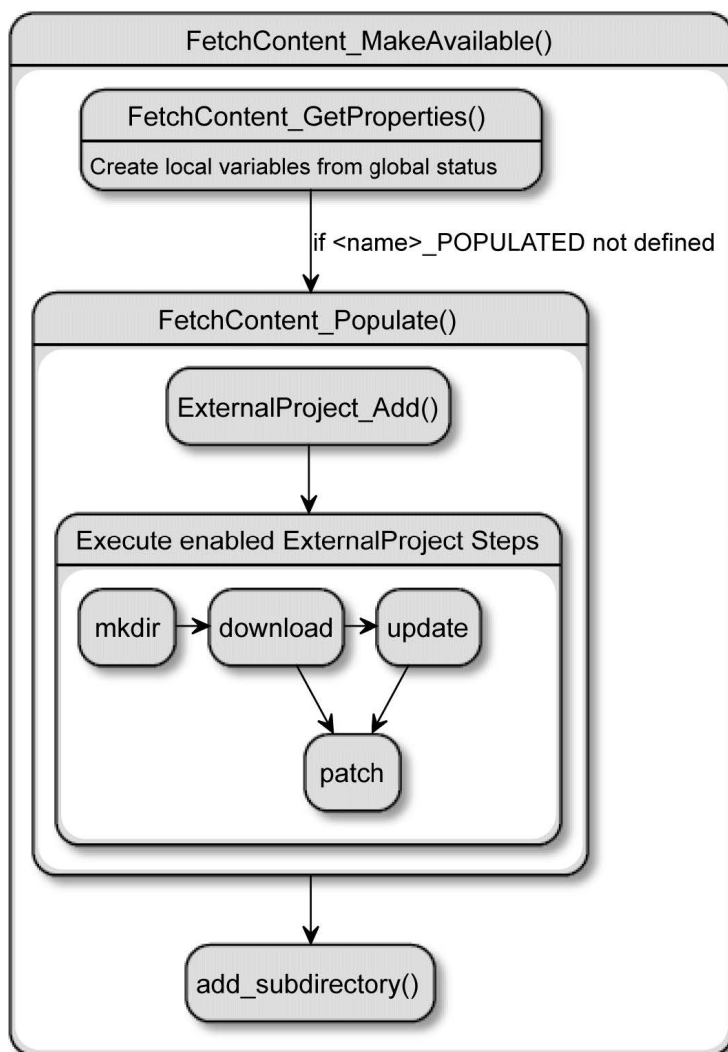 FetchContent_MakeAvailable()
FetchContent_GetProperties()
Create local variables from global status
if <name>_POPULATED not defined
FetchContent_Populate()
ExternalProject_Add()
Execute enabled ExternalProject Steps
mkdir
download
update
patch
add_subdirectory()